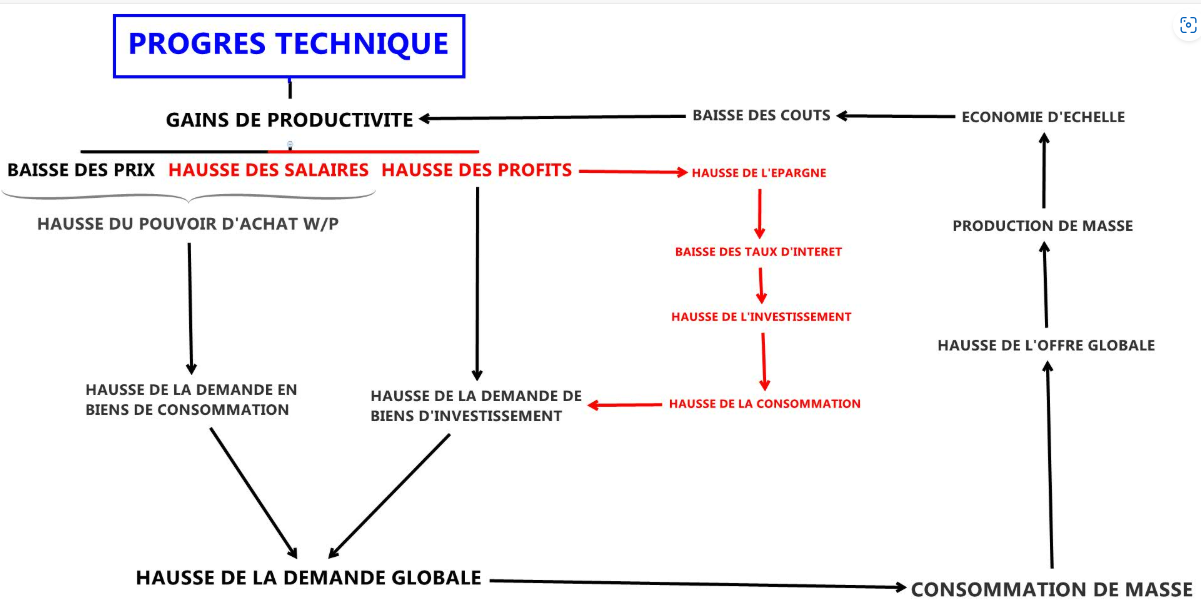 PROGRES TECHNIQUE
GAINS DE PRODUCTIVITE
BAISSE DES COUTS
ECONOMIE D'ECHELLE
BAISSE DES PRIX
HAUSSE DES SALAIRES
HAUSSE DES PROFITS
HAUSSE DE L'EPARGNE
HAUSSE DU POUVOIR D'ACHAT W/P
PRODUCTION DE MASSE
BAISSE DES TAUX D'INTERET
HAUSSE DE L'INVESTISSEMENT
HAUSSE DE L'OFFRE GLOBALE
HAUSSE DE LA DEMANDE EN
BIENS DE CONSOMMATION
HAUSSE DE LA DEMANDE DE
BIENS D'INVESTISSEMENT
HAUSSE DE LA CONSOMMATION
HAUSSE DE LA DEMANDE GLOBALE
CONSOMMATION DE MASSE